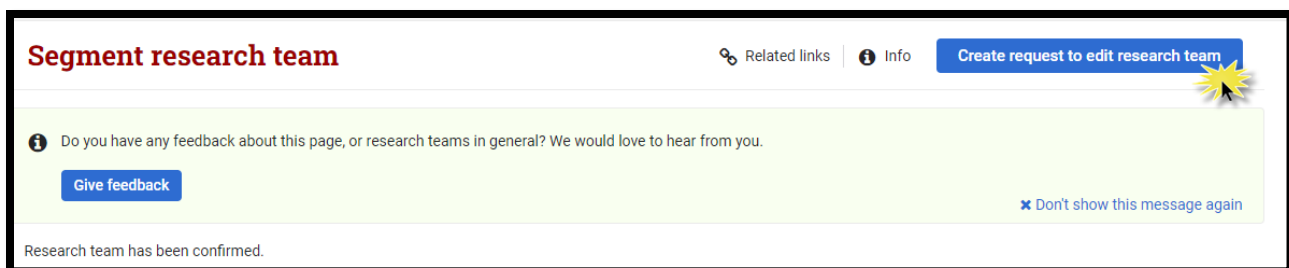 Segment research team
Related links
Info
Create request to edit research team
Do you have any feedback about this page, or research teams in general? We would love to hear from you.
Give feedback
Don't show this message again
Research team has been confirmed.